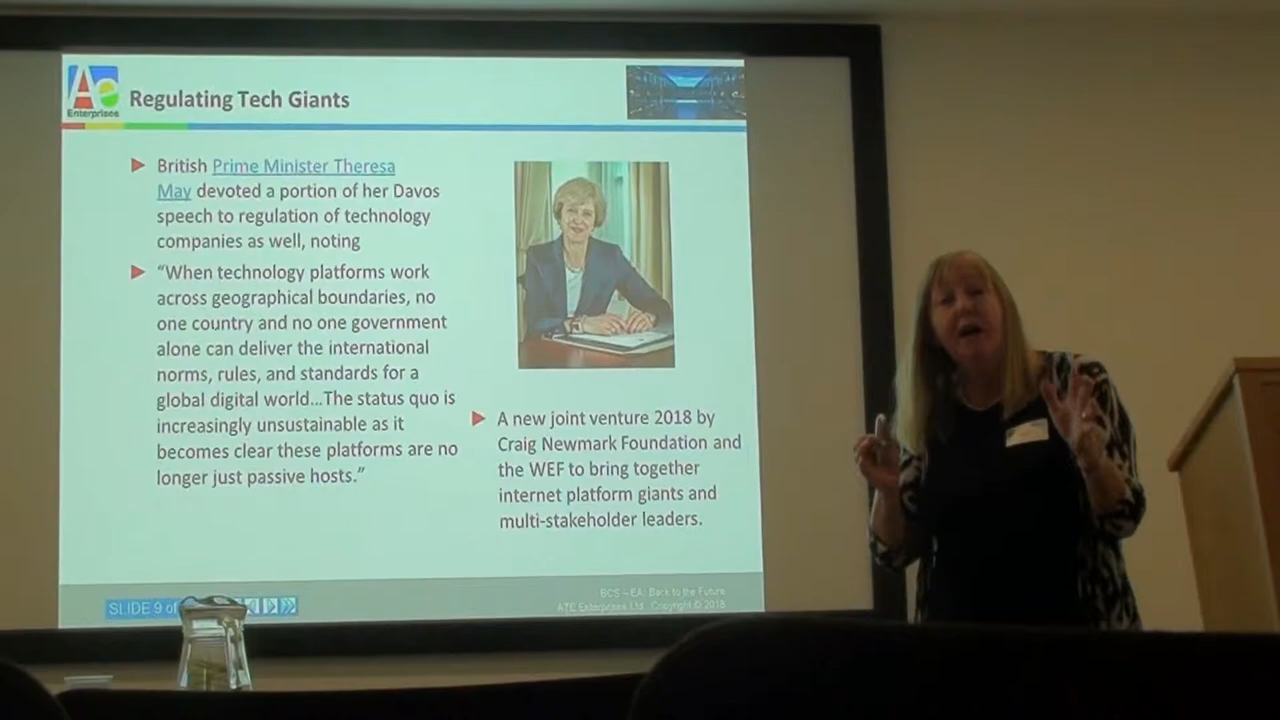 Ae
Enterprises
Regulating Tech Giants
British Prime Minister Theresa
May devoted a portion of her Davos
speech to regulation of technology
companies as well, noting
“When technology platforms work
across geographical boundaries, no
one country and no one government
alone can deliver the international
norms, rules, and standards for a
global digital world...The status quo is
increasingly unsustainable as it
becomes clear these platforms are no
longer just passive hosts.”
A new joint venture 2018 by
Craig Newmark Foundation and
the WEF to bring together
internet platform giants and
multi-stakeholder leaders.
SLIDE 9 of
BCS – EA: Back to the Future
ATE Enterprises Ltd Copyright © 2018